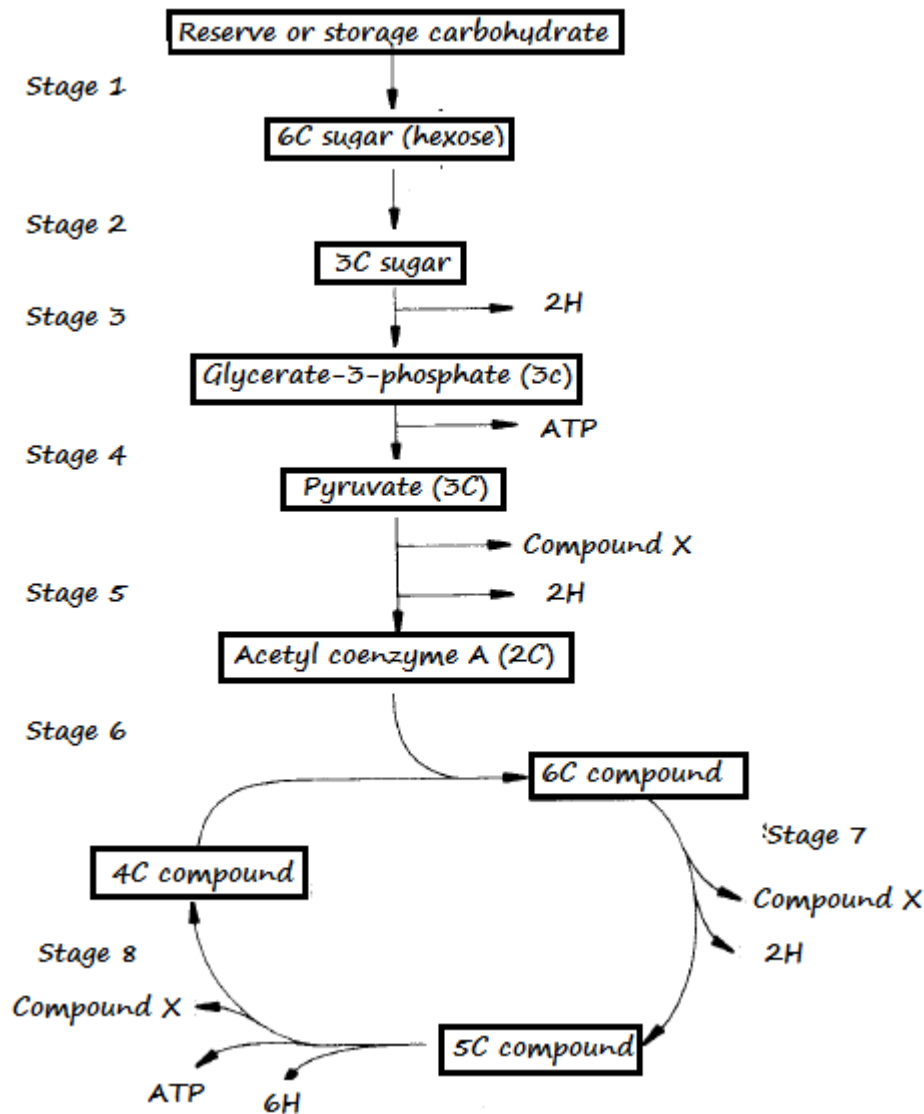 Reserve or storage carbohydrate
Stage 1
6C sugar (hexose)
Stage 2
3C sugar
2H
Stage 3
Glycerate-3-phosphate (3c)
ATP
Stage 4
Pyruvate (3C)
Compound X
Stage 5
2H
Acetyl coenzyme A (2C)
Stage 6
6C compound
Stage 7
4C compound
Compound X
Stage 8
2H
Compound X
5C compound
ATP
6H